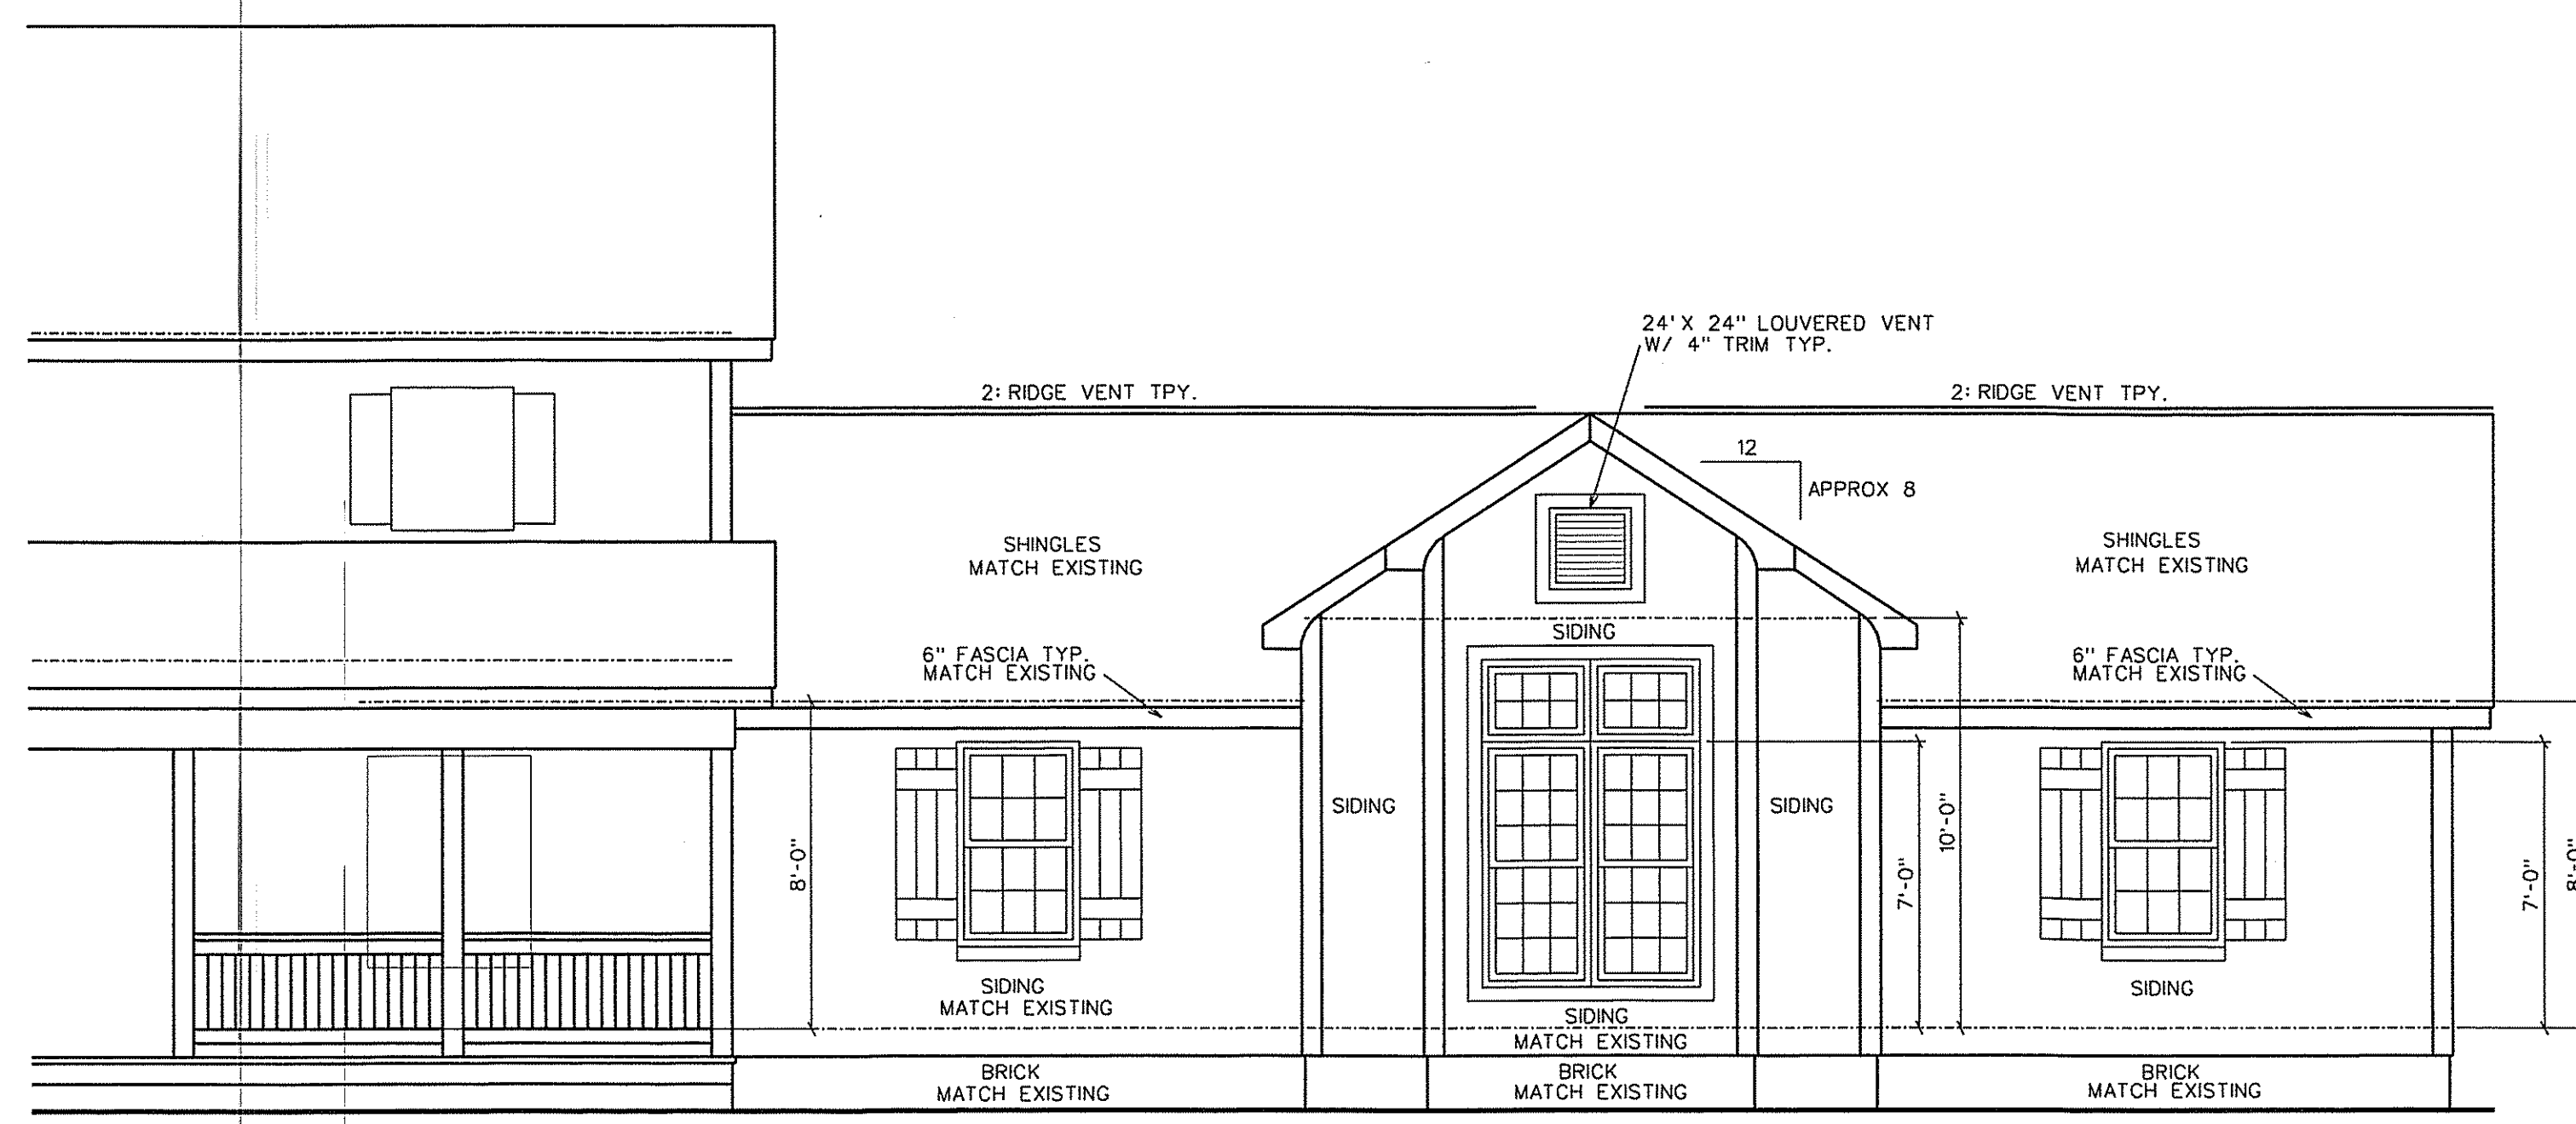 24'X 24" LOUVERED VENT
W/ 4" TRIM TYP.
2: RIDGE VENT TPY.
2: RIDGE VENT TPY.
12
APPROX 8
SHINGLES
MATCH EXISTING
SHINGLES
MATCH EXISTING
SIDING
6" FASCIA TYP.
MATCH EXISTING
6" FASCIA TYP.
MATCH EXISTING
SIDING
SIDING
8'-0"
7'-0"
10'-0"
7'-0"
8'-0"
SIDING
MATCH EXISTING
SIDING
SIDING
MATCH EXISTING
BRICK
MATCH EXISTING
BRICK
MATCH EXISTING
BRICK
MATCH EXISTING